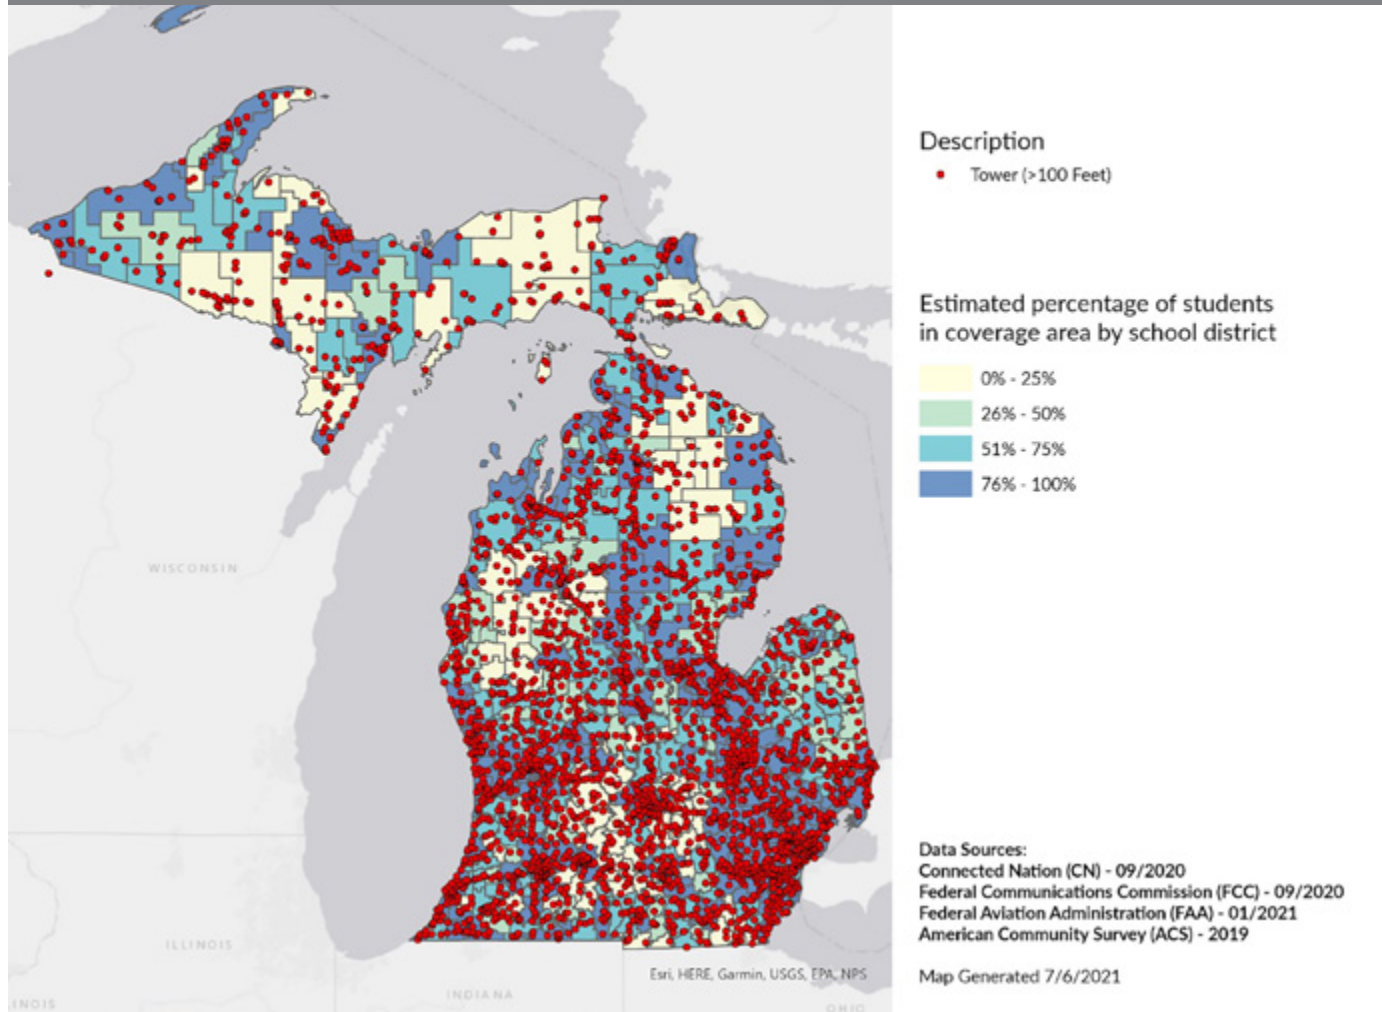 Description
Tower (>100 Feet)
Estimated percentage of students
in coverage area by school district
0% - 25%
26% - 50%
51% - 75%
76% - 100%
WISCONSIN
ILLINOIS
INDIANA
LINOIS
OHIO
Esri, HERE, Garmin, USGS, EPA, NPS
Data Sources:
Connected Nation (CN) - 09/2020
Federal Communications Commission (FCC) - 09/2020
Federal Aviation Administration (FAA) - 01/2021
American Community Survey (ACS) - 2019
Map Generated 7/6/2021